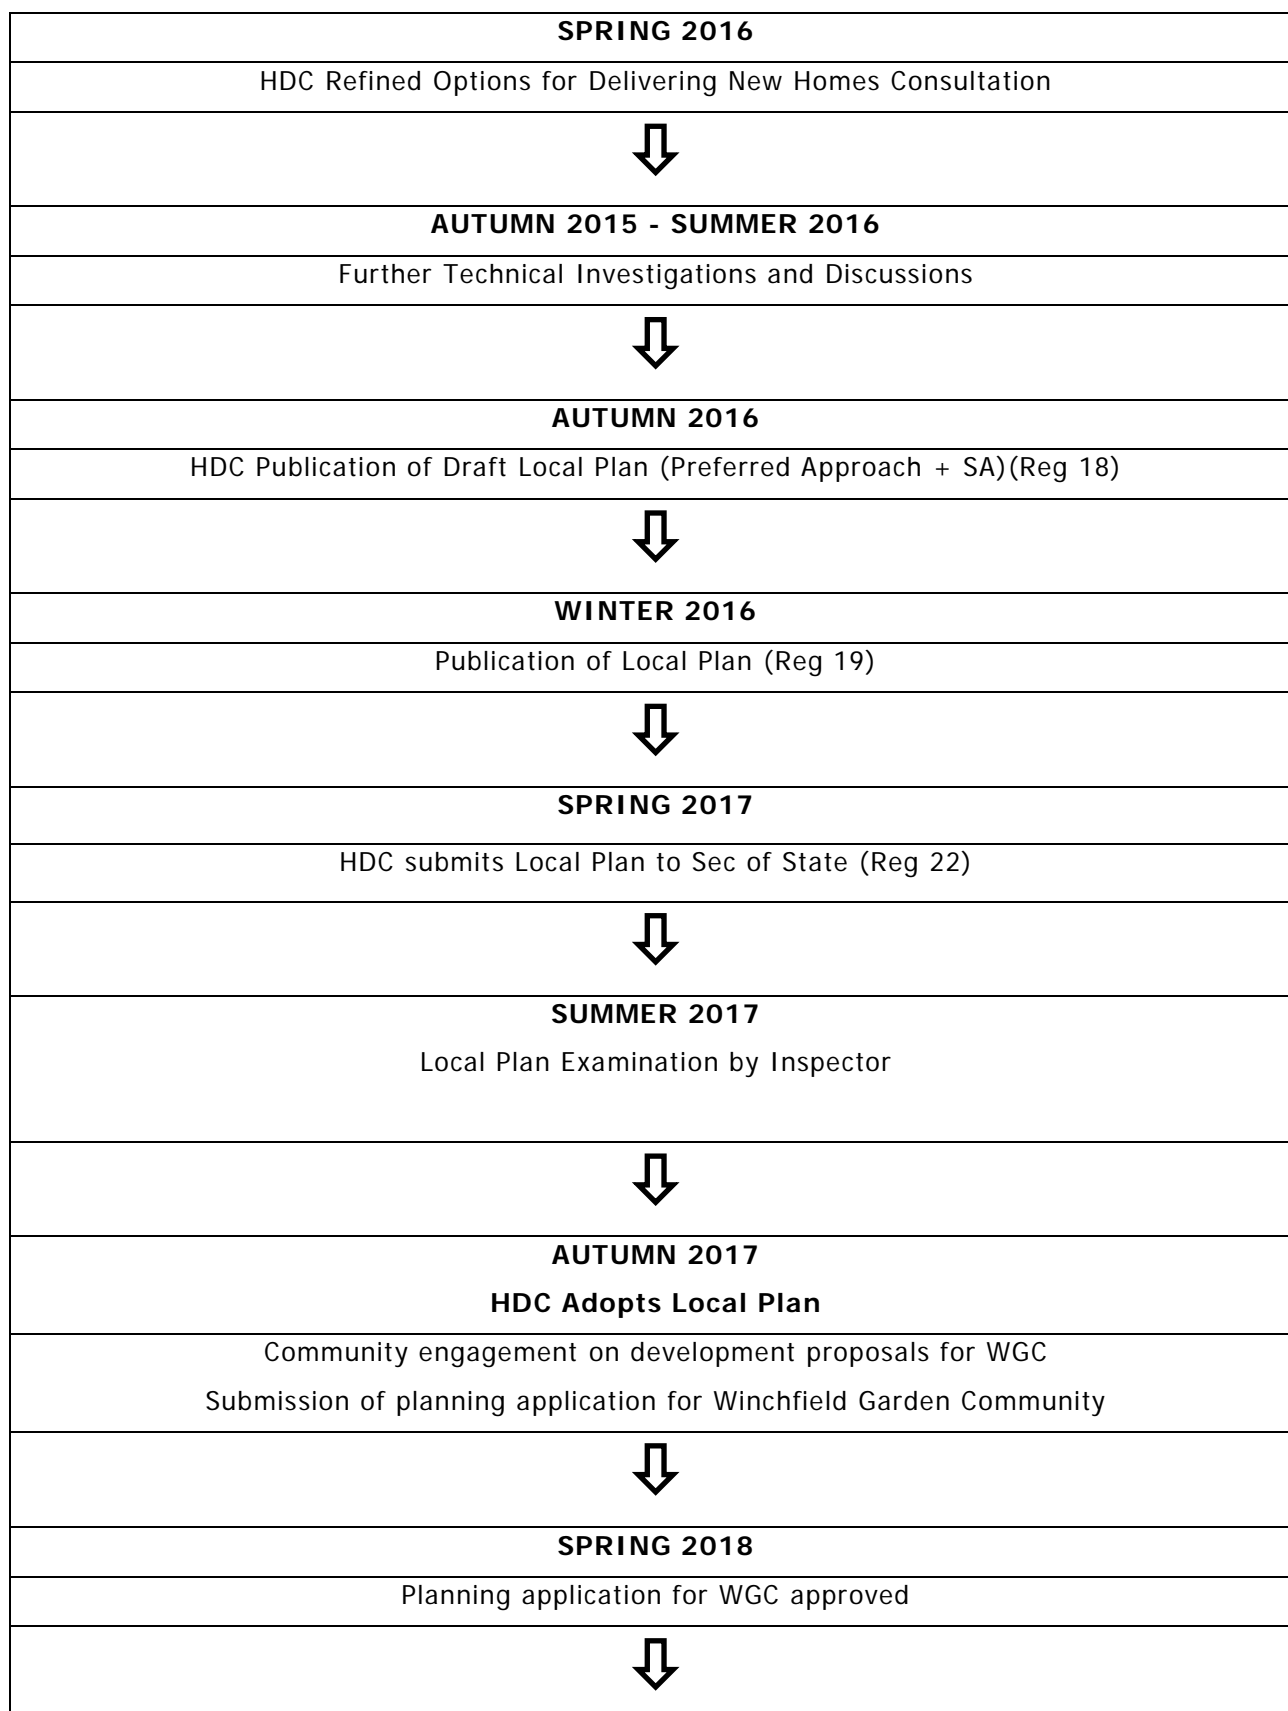 SPRING 2016
HDC Refined Options for Delivering New Homes Consultation
AUTUMN 2015 - SUMMER 2016
Further Technical Investigations and Discussions
AUTUMN 2016
HDC Publication of Draft Local Plan (Preferred Approach + SA)(Reg 18)
WINTER 2016
Publication of Local Plan (Reg 19)
SPRING 2017
HDC submits Local Plan to Sec of State (Reg 22)
SUMMER 2017
Local Plan Examination by Inspector
AUTUMN 2017
HDC Adopts Local Plan
Community engagement on development proposals for WGC
Submission of planning application for Winchfield Garden Community
SPRING 2018
Planning application for WGC approved